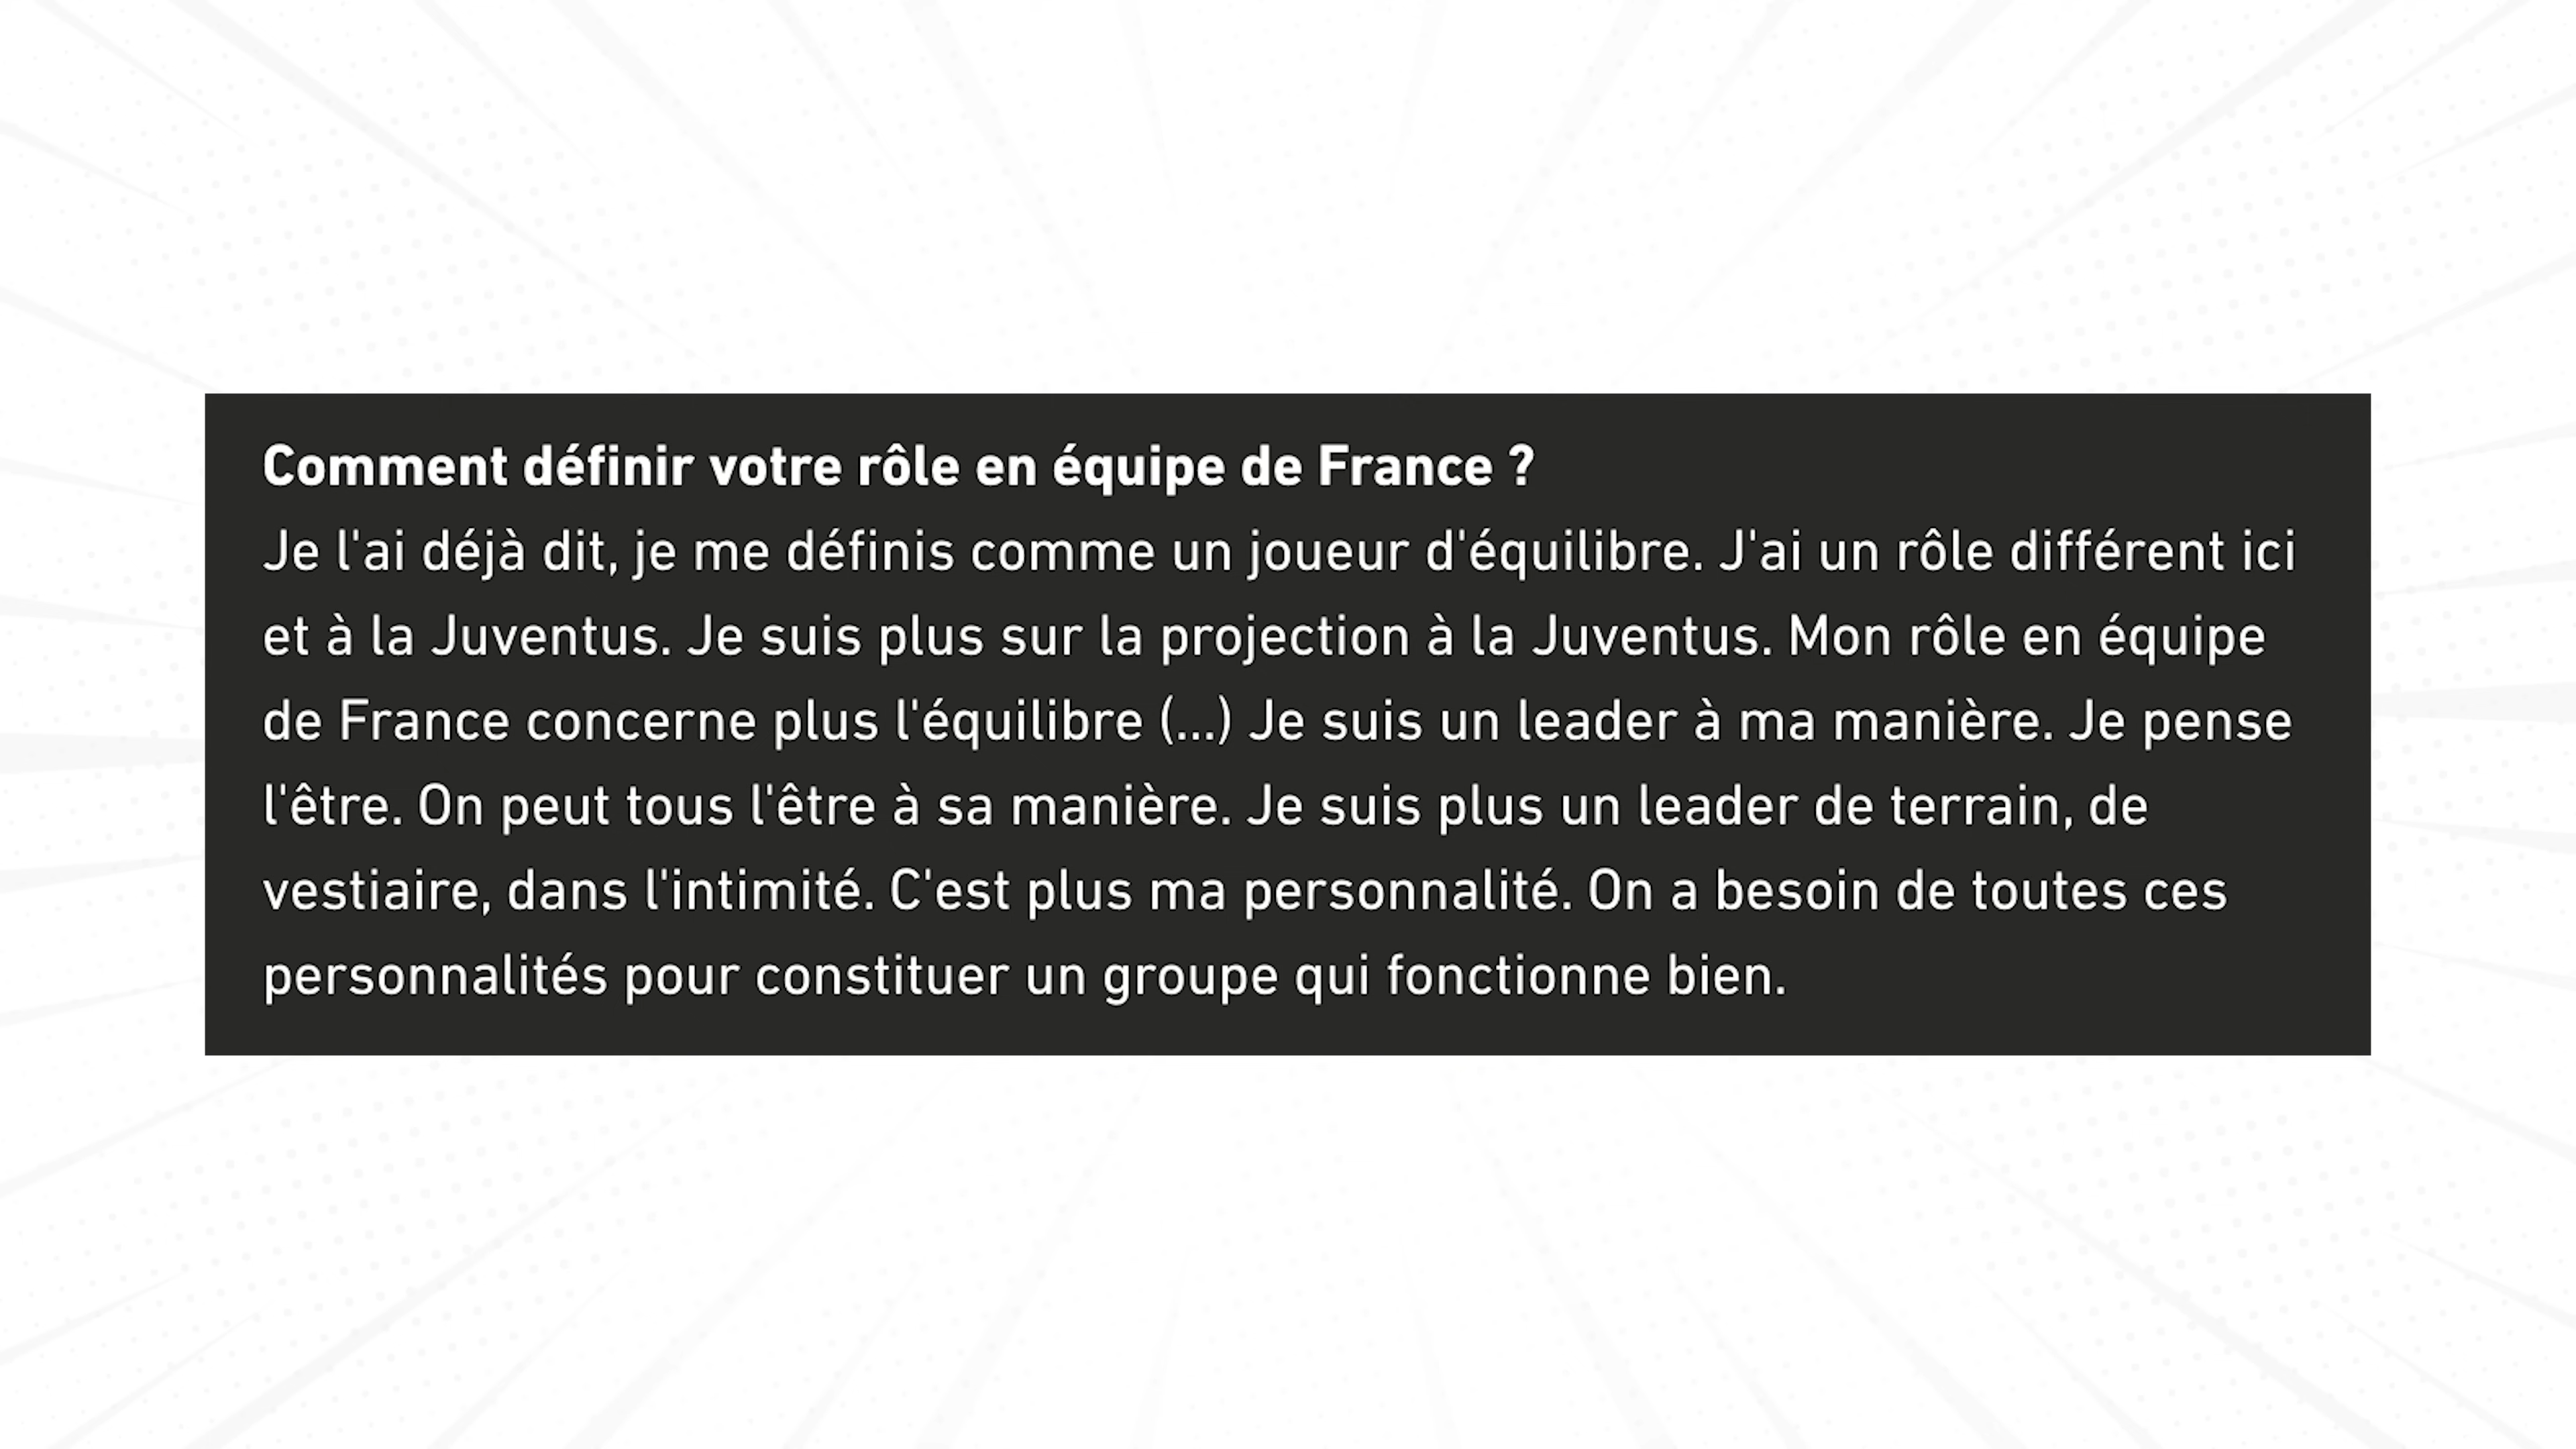 Comment définir votre rôle en équipe de France ?
Je l'ai déjà dit, je me définis comme un joueur d'équilibre. J'ai un rôle différent ici
et à la Juventus. Je suis plus sur la projection à la Juventus. Mon rôle en équipe
de France concerne plus l'équilibre (...) Je suis un leader à ma manière. Je pense
l'être. On peut tous l'être à sa manière. Je suis plus un leader de terrain, de
vestiaire, dans l'intimité. C'est plus ma personnalité. On a besoin de toutes ces
personnalités pour constituer un groupe qui fonctionne bien.